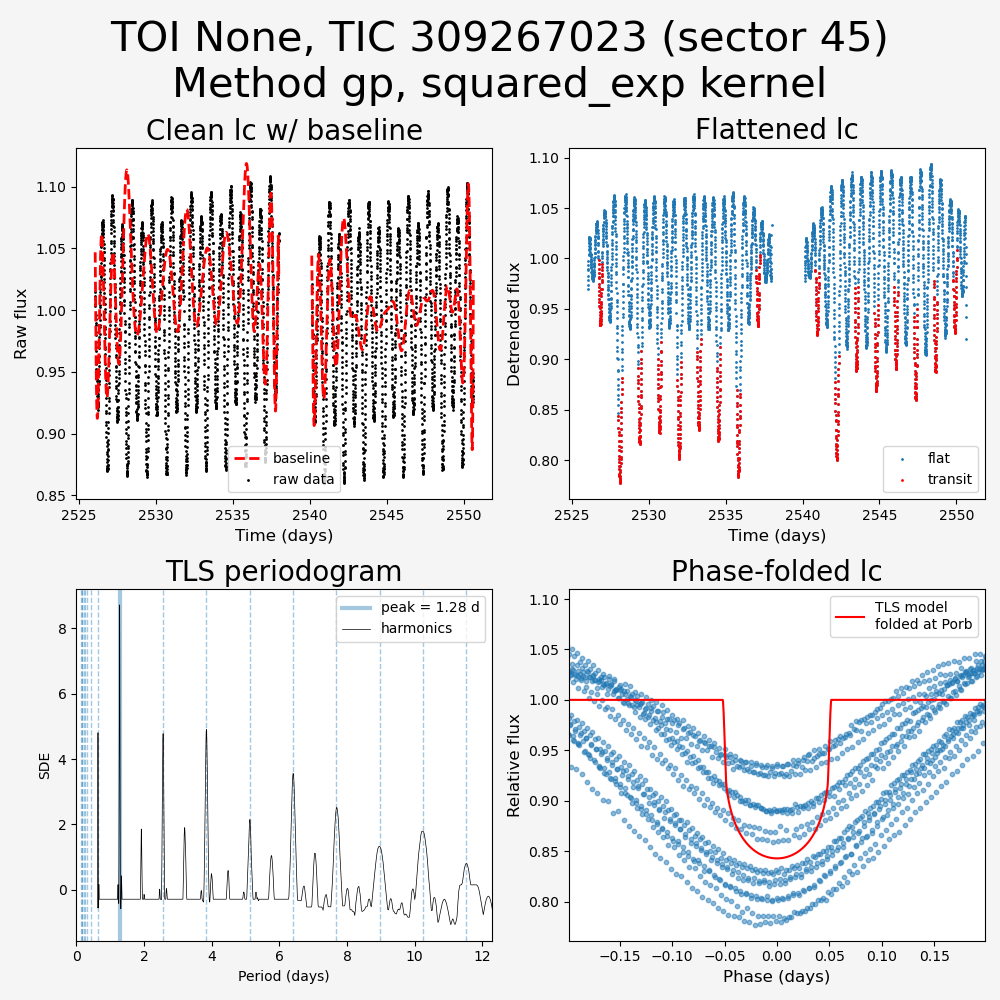 TOI None, TIC 309267023 (sector 45)
Method gp, squared_exp kernel
Clean lc w/ baseline
Raw flux
1.10
1.05
1.00
0.95
0.90
0.85
baseline
raw data
2525
2530
2535
2540
2545
2550
Time (days)
Flattened lc
Detrended flux
1.10
1.05
1.00
0.95
0.90
0.85
0.80
flat
transit
2525
2530
2535
2540
2545
2550
Time (days)
TLS periodogram
SDE
8
6
4
2
0
peak = 1.28 d
harmonics
0
2
4
6
8
10
12
Period (days)
Phase-folded lc
Relative flux
1.10
1.05
1.00
0.95
0.90
0.85
0.80
TLS model
folded at Porb
−0.15
−0.10
−0.05
0.00
0.05
0.10
0.15
Phase (days)